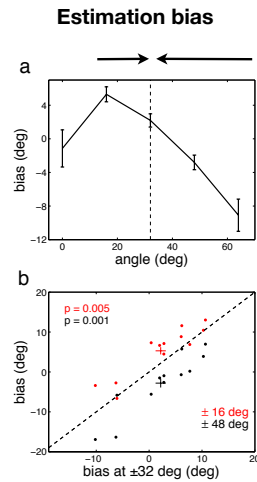 Estimation bias
a
4
0
−4
−8
−12
bias (deg)
0 20 40 60
angle (deg)
b
20
10
0
−10
−20
bias (deg)
p = 0.005
p = 0.001
± 16 deg
± 48 deg
−10 0 10 20
bias at ±32 deg (deg)